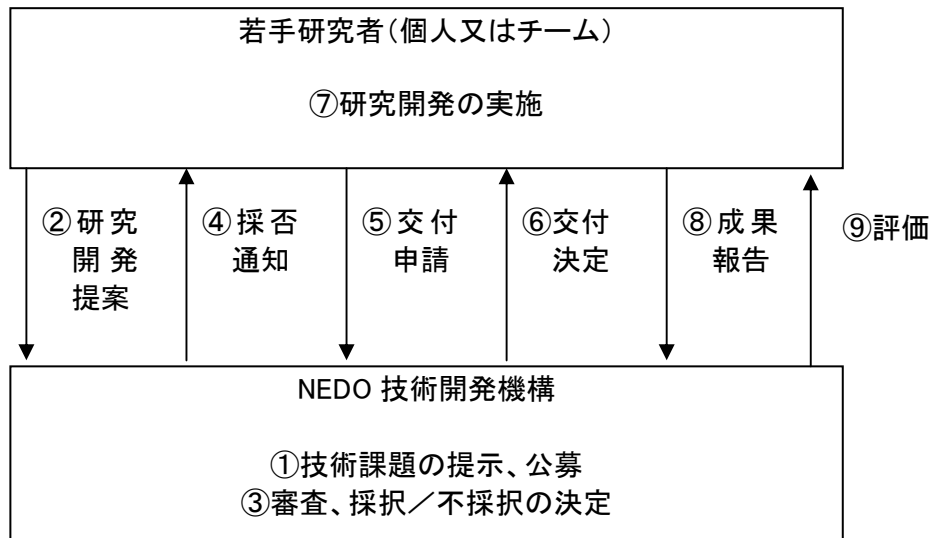 若手研究者(個人又はチーム)
⑦研究開発の実施
②研究
開発
提案
④採否
通知
⑤交付
申請
⑥交付
決定
⑧成果
報告
⑨評価
NEDO 技術開発機構
①技術課題の提示、公募
③審査、採択／不採択の決定